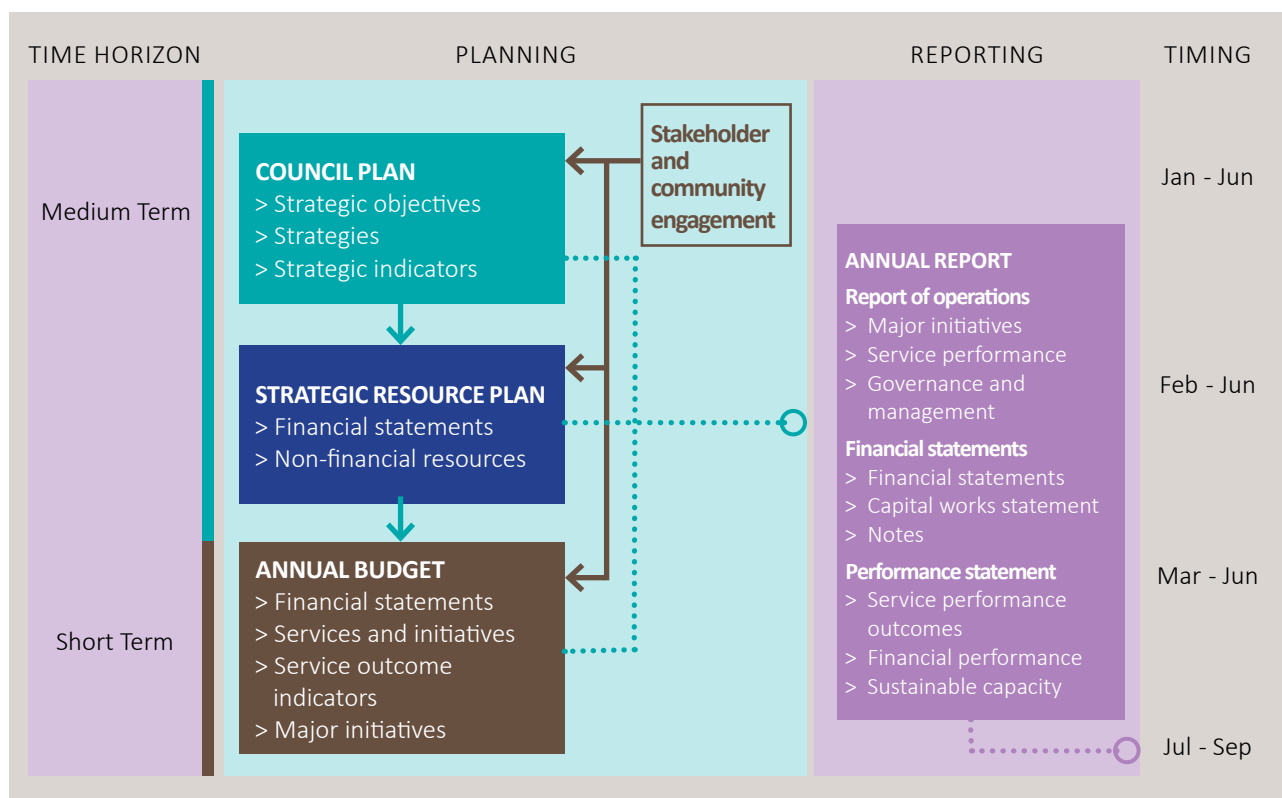 TIME HORIZON
PLANNING
REPORTING
TIMING
Medium Term
Short Term
COUNCIL PLAN
> Strategic objectives
> Strategies
> Strategic indicators
Stakeholder
and
community
engagement
STRATEGIC RESOURCE PLAN
> Financial statements
> Non-financial resources
ANNUAL BUDGET
> Financial statements
> Services and initiatives
> Service outcome
indicators
> Major initiatives
ANNUAL REPORT
Report of operations
> Major initiatives
> Service performance
> Governance and
management
Financial statements
> Financial statements
> Capital works statement
> Notes
Performance statement
> Service performance
outcomes
> Financial performance
> Sustainable capacity
Jan - Jun
Feb - Jun
Mar - Jun
Jul - Sep